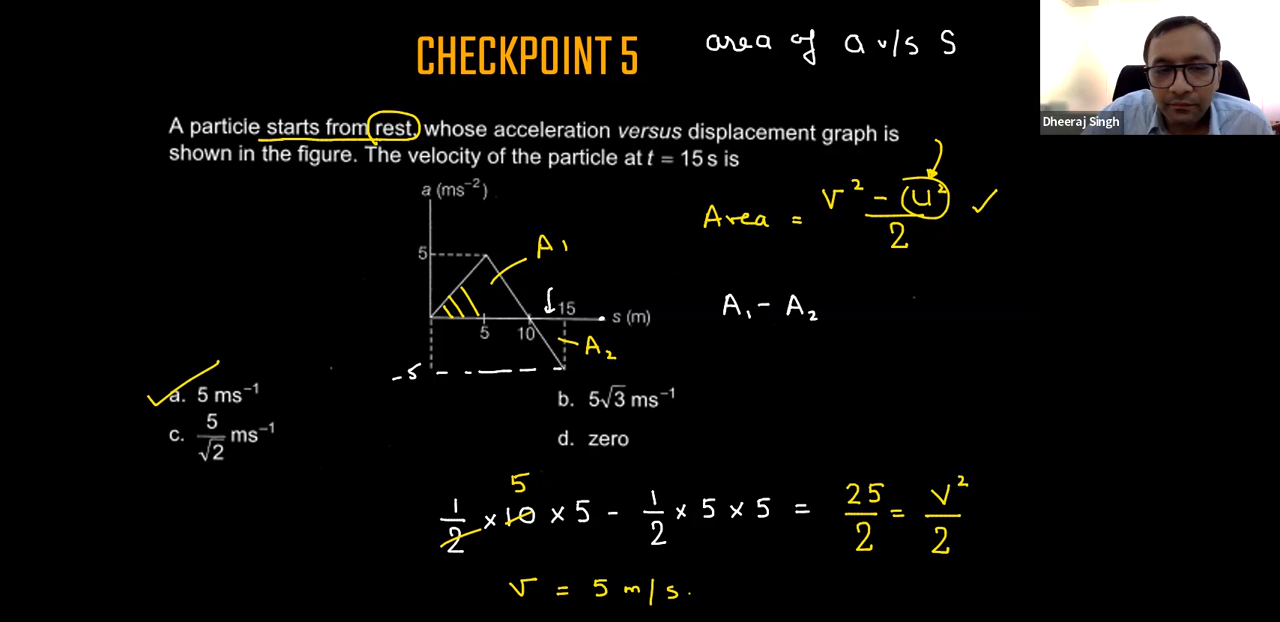 CHECKPOINT 5
area of a v/s S
Dheeraj Singh
A particle starts from rest, whose acceleration versus displacement graph is
shown in the figure. The velocity of the particle at t = 15 s is
a (ms⁻²)
Area = v² - u² / 2 ✓
5
A₁
15
s (m)
A₁ - A₂
5
10
A₂
-5
a. 5 ms⁻¹
b. 5√3 ms⁻¹
c. 5/√2 ms⁻¹
d. zero
5
1/2 × 10 × 5 - 1/2 × 5 × 5 = 25/2 = v²/2
v = 5 m/s.